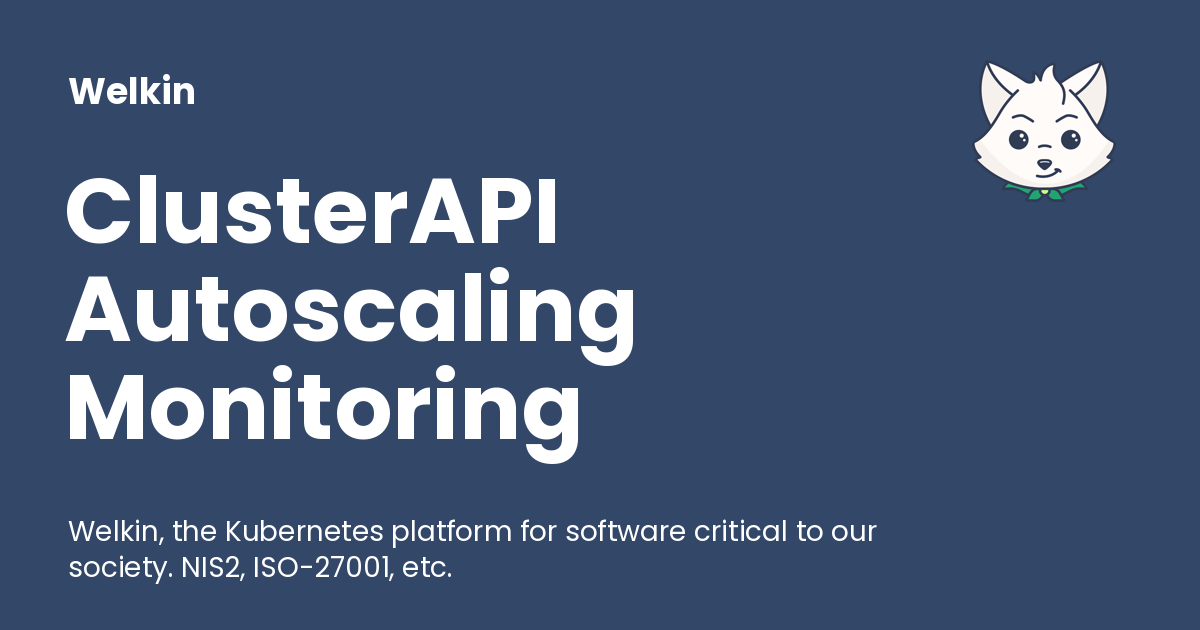 Welkin
ClusterAPI
Autoscaling
Monitoring
Welkin, the Kubernetes platform for software critical to our
society. NIS2, ISO-27001, etc.